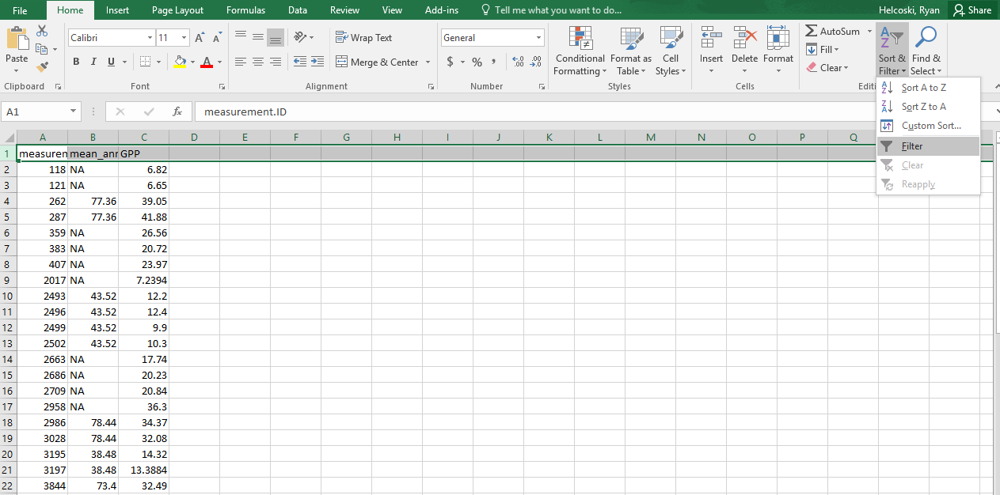 File Home Insert Page Layout Formulas Data Review View Add-ins Tell me what you want to do... Helcoski, Ryan Share
Calibri 11 A A Wrap Text General AutoSum
Paste Conditional Format as Cell Insert Delete Format Fill Sort & Find &
B I U A Merge & Center $ % , .0 .00 .00 .0 Formatting Table Styles Clear Filter Select
Clipboard Font Alignment Number Styles Cells Editi
A1 fx measurement.ID
Sort A to Z
Sort Z to A
Custom Sort...
Filter
Clear
Reapply
A B C D E F G H I J K L M N O P Q
1 measuren mean_anr GPP
2 118 NA 6.82
3 121 NA 6.65
4 262 77.36 39.05
5 287 77.36 41.88
6 359 NA 26.56
7 383 NA 20.72
8 407 NA 23.97
9 2017 NA 7.2394
10 2493 43.52 12.2
11 2496 43.52 12.4
12 2499 43.52 9.9
13 2502 43.52 10.3
14 2663 NA 17.74
15 2686 NA 20.23
16 2709 NA 20.84
17 2958 NA 36.3
18 2986 78.44 34.37
19 3028 78.44 32.08
20 3195 38.48 14.32
21 3197 38.48 13.3884
22 3844 73.4 32.49